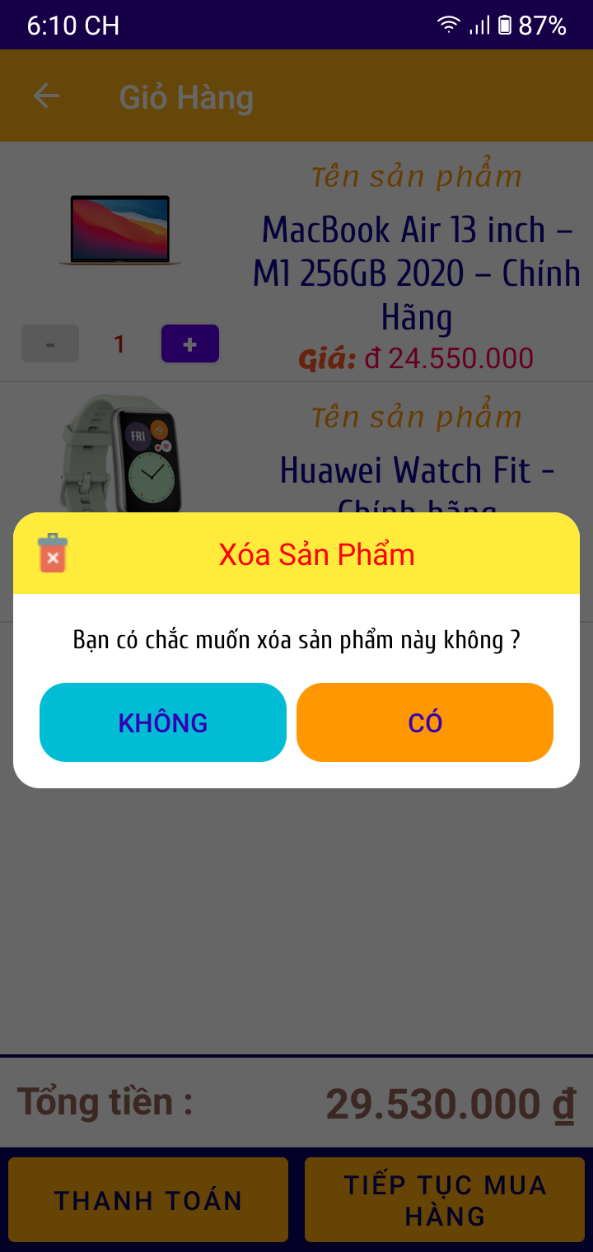 6:10 CH
87%
Giỏ Hàng
Tên sản phẩm
MacBook Air 13 inch –
M1 256GB 2020 – Chính
Hãng
- 1 +
Giá: đ 24.550.000
Tên sản phẩm
FRI
Huawei Watch Fit -
Chính hãng
Xóa Sản Phẩm
Bạn có chắc muốn xóa sản phẩm này không ?
KHÔNG
CÓ
Tổng tiền :
29.530.000 ₫
THANH TOÁN
TIẾP TỤC MUA
HÀNG